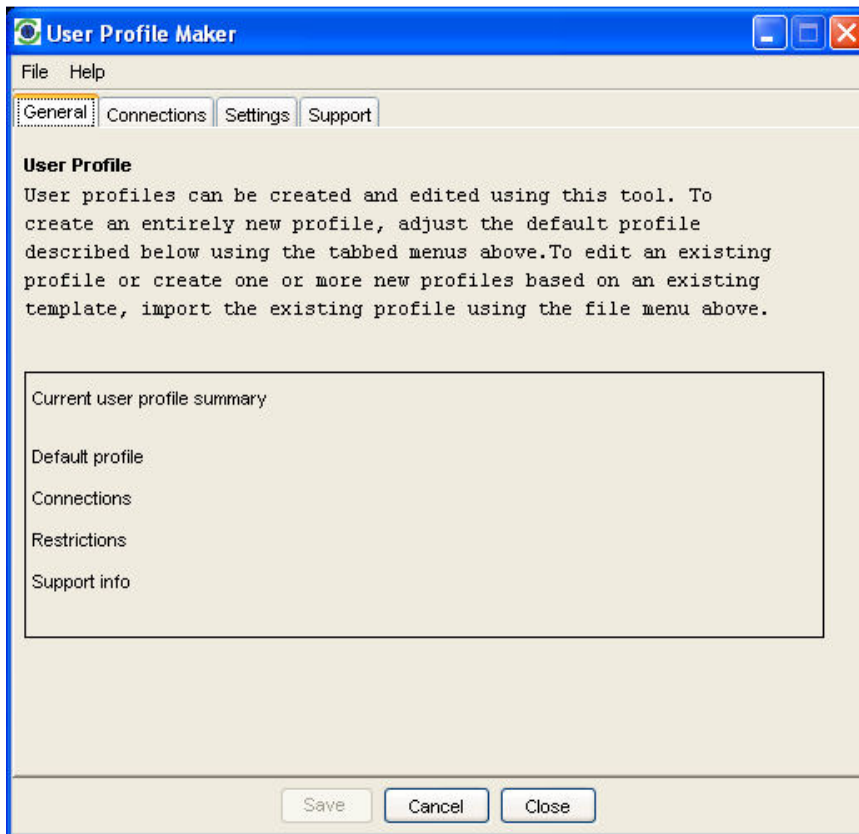 User Profile Maker
File Help
General Connections Settings Support
User Profile
User profiles can be created and edited using this tool. To
create an entirely new profile, adjust the default profile
described below using the tabbed menus above.To edit an existing
profile or create one or more new profiles based on an existing
template, import the existing profile using the file menu above.
Current user profile summary
Default profile
Connections
Restrictions
Support info
Save Cancel Close